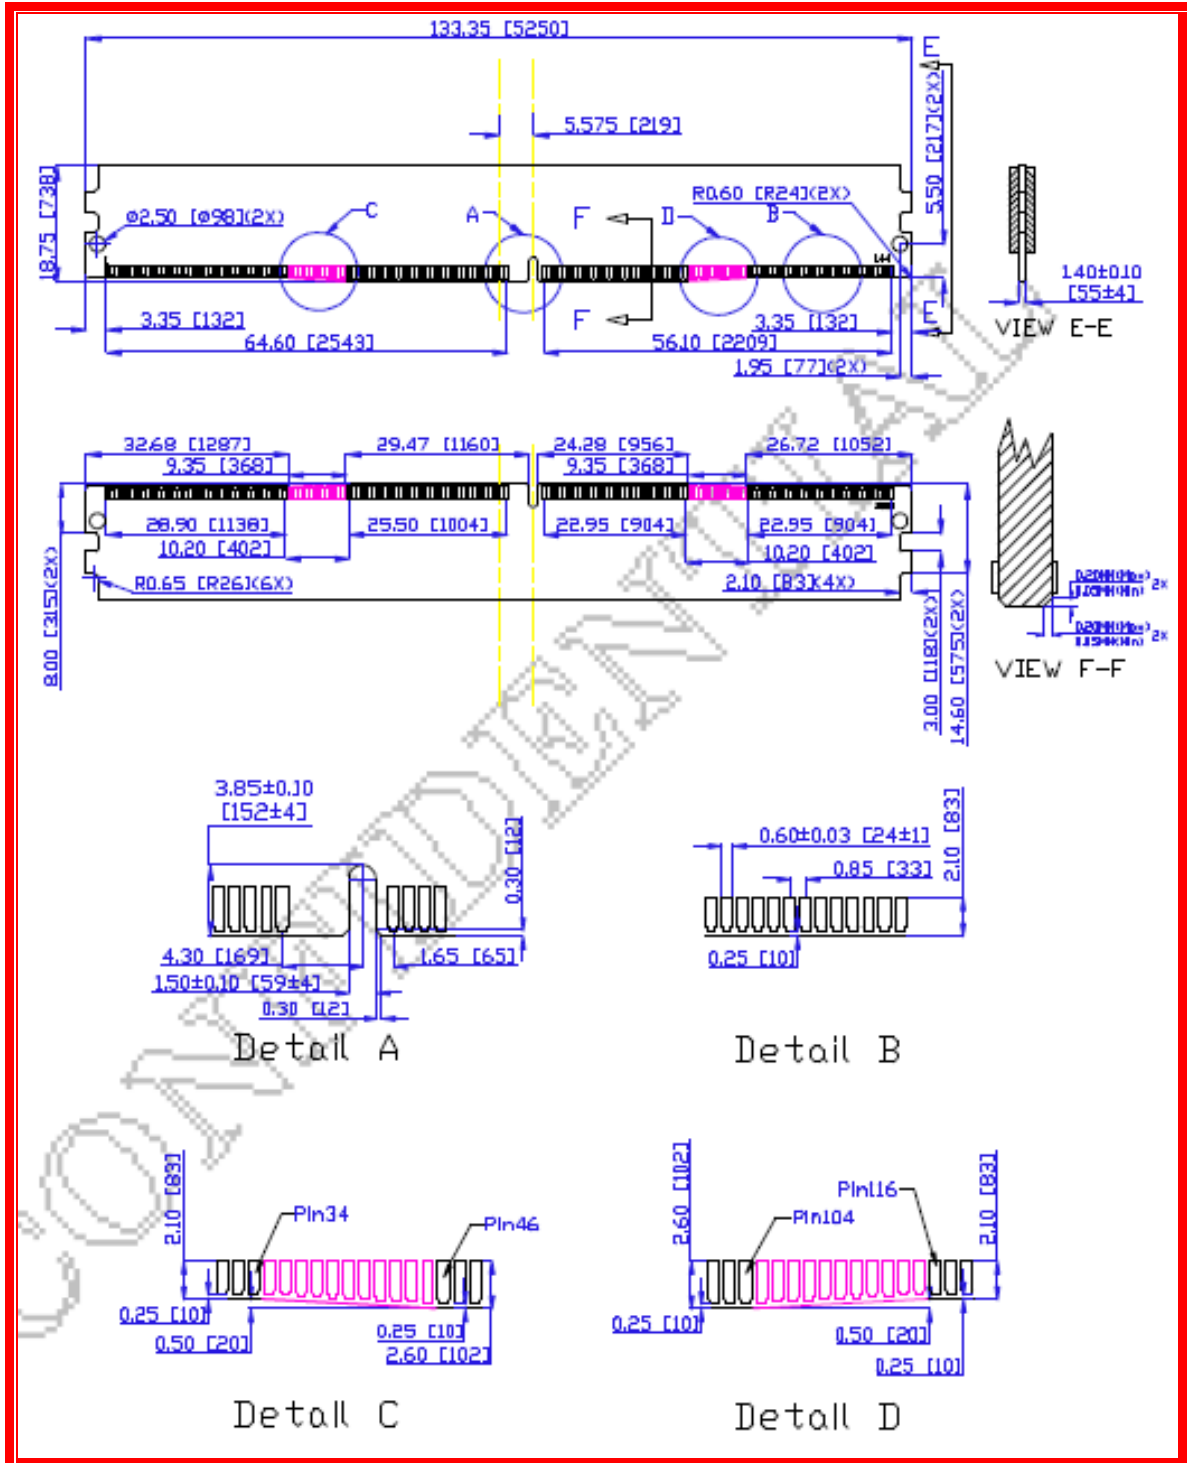 133.35 [5250]
E
5.575 [219]
5.50 [217](2X)
18.75 [738]
R0.60 [R24](2X)
ø2.50 [ø98](2X)
C
A
F
D
B
144
1.40±0.10
[55±4]
3.35 [132]
F
3.35 [132]
E
VIEW E-E
64.60 [2543]
56.10 [2209]
1.95 [77](2X)
32.68 [1287]
29.47 [1160]
24.28 [956]
26.72 [1052]
9.35 [368]
9.35 [368]
28.90 [1138]
25.50 [1004]
22.95 [904]
22.95 [904]
10.20 [402]
10.20 [402]
R0.65 [R26](6X)
2.10 [83](4X)
8.00 [315](2X)
3.00 [118](2X)
14.60 [575](2X)
2X
2X
VIEW F-F
3.85±0.10
[152±4]
0.30 [12]
4.30 [169]
1.65 [65]
1.50±0.10 [59±4]
0.30 [12]
Detail A
0.60±0.03 [24±1]
0.85 [33]
2.10 [83]
0.25 [10]
Detail B
2.10 [83]
Pin34
Pin46
0.25 [10]
0.50 [20]
0.25 [10]
2.60 [102]
Detail C
2.60 [102]
Pin116
Pin104
2.10 [83]
0.25 [10]
0.50 [20]
0.25 [10]
Detail D
CONFIDENTIAL